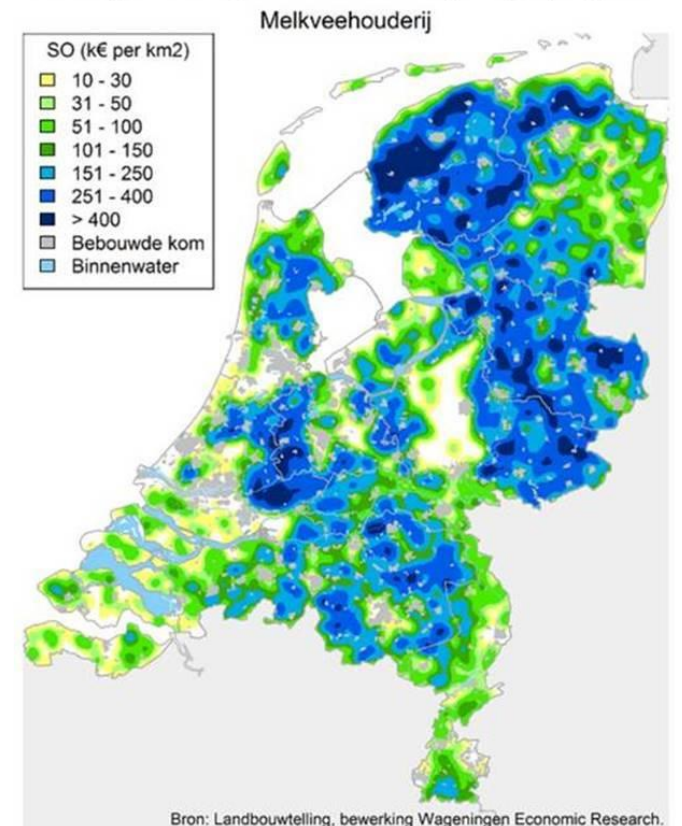 Melkveehouderij
SO (k€ per km2)
10 - 30
31 - 50
51 - 100
101 - 150
151 - 250
251 - 400
> 400
Bebouwde kom
Binnenwater
Bron: Landbouwtelling, bewerking Wageningen Economic Research.